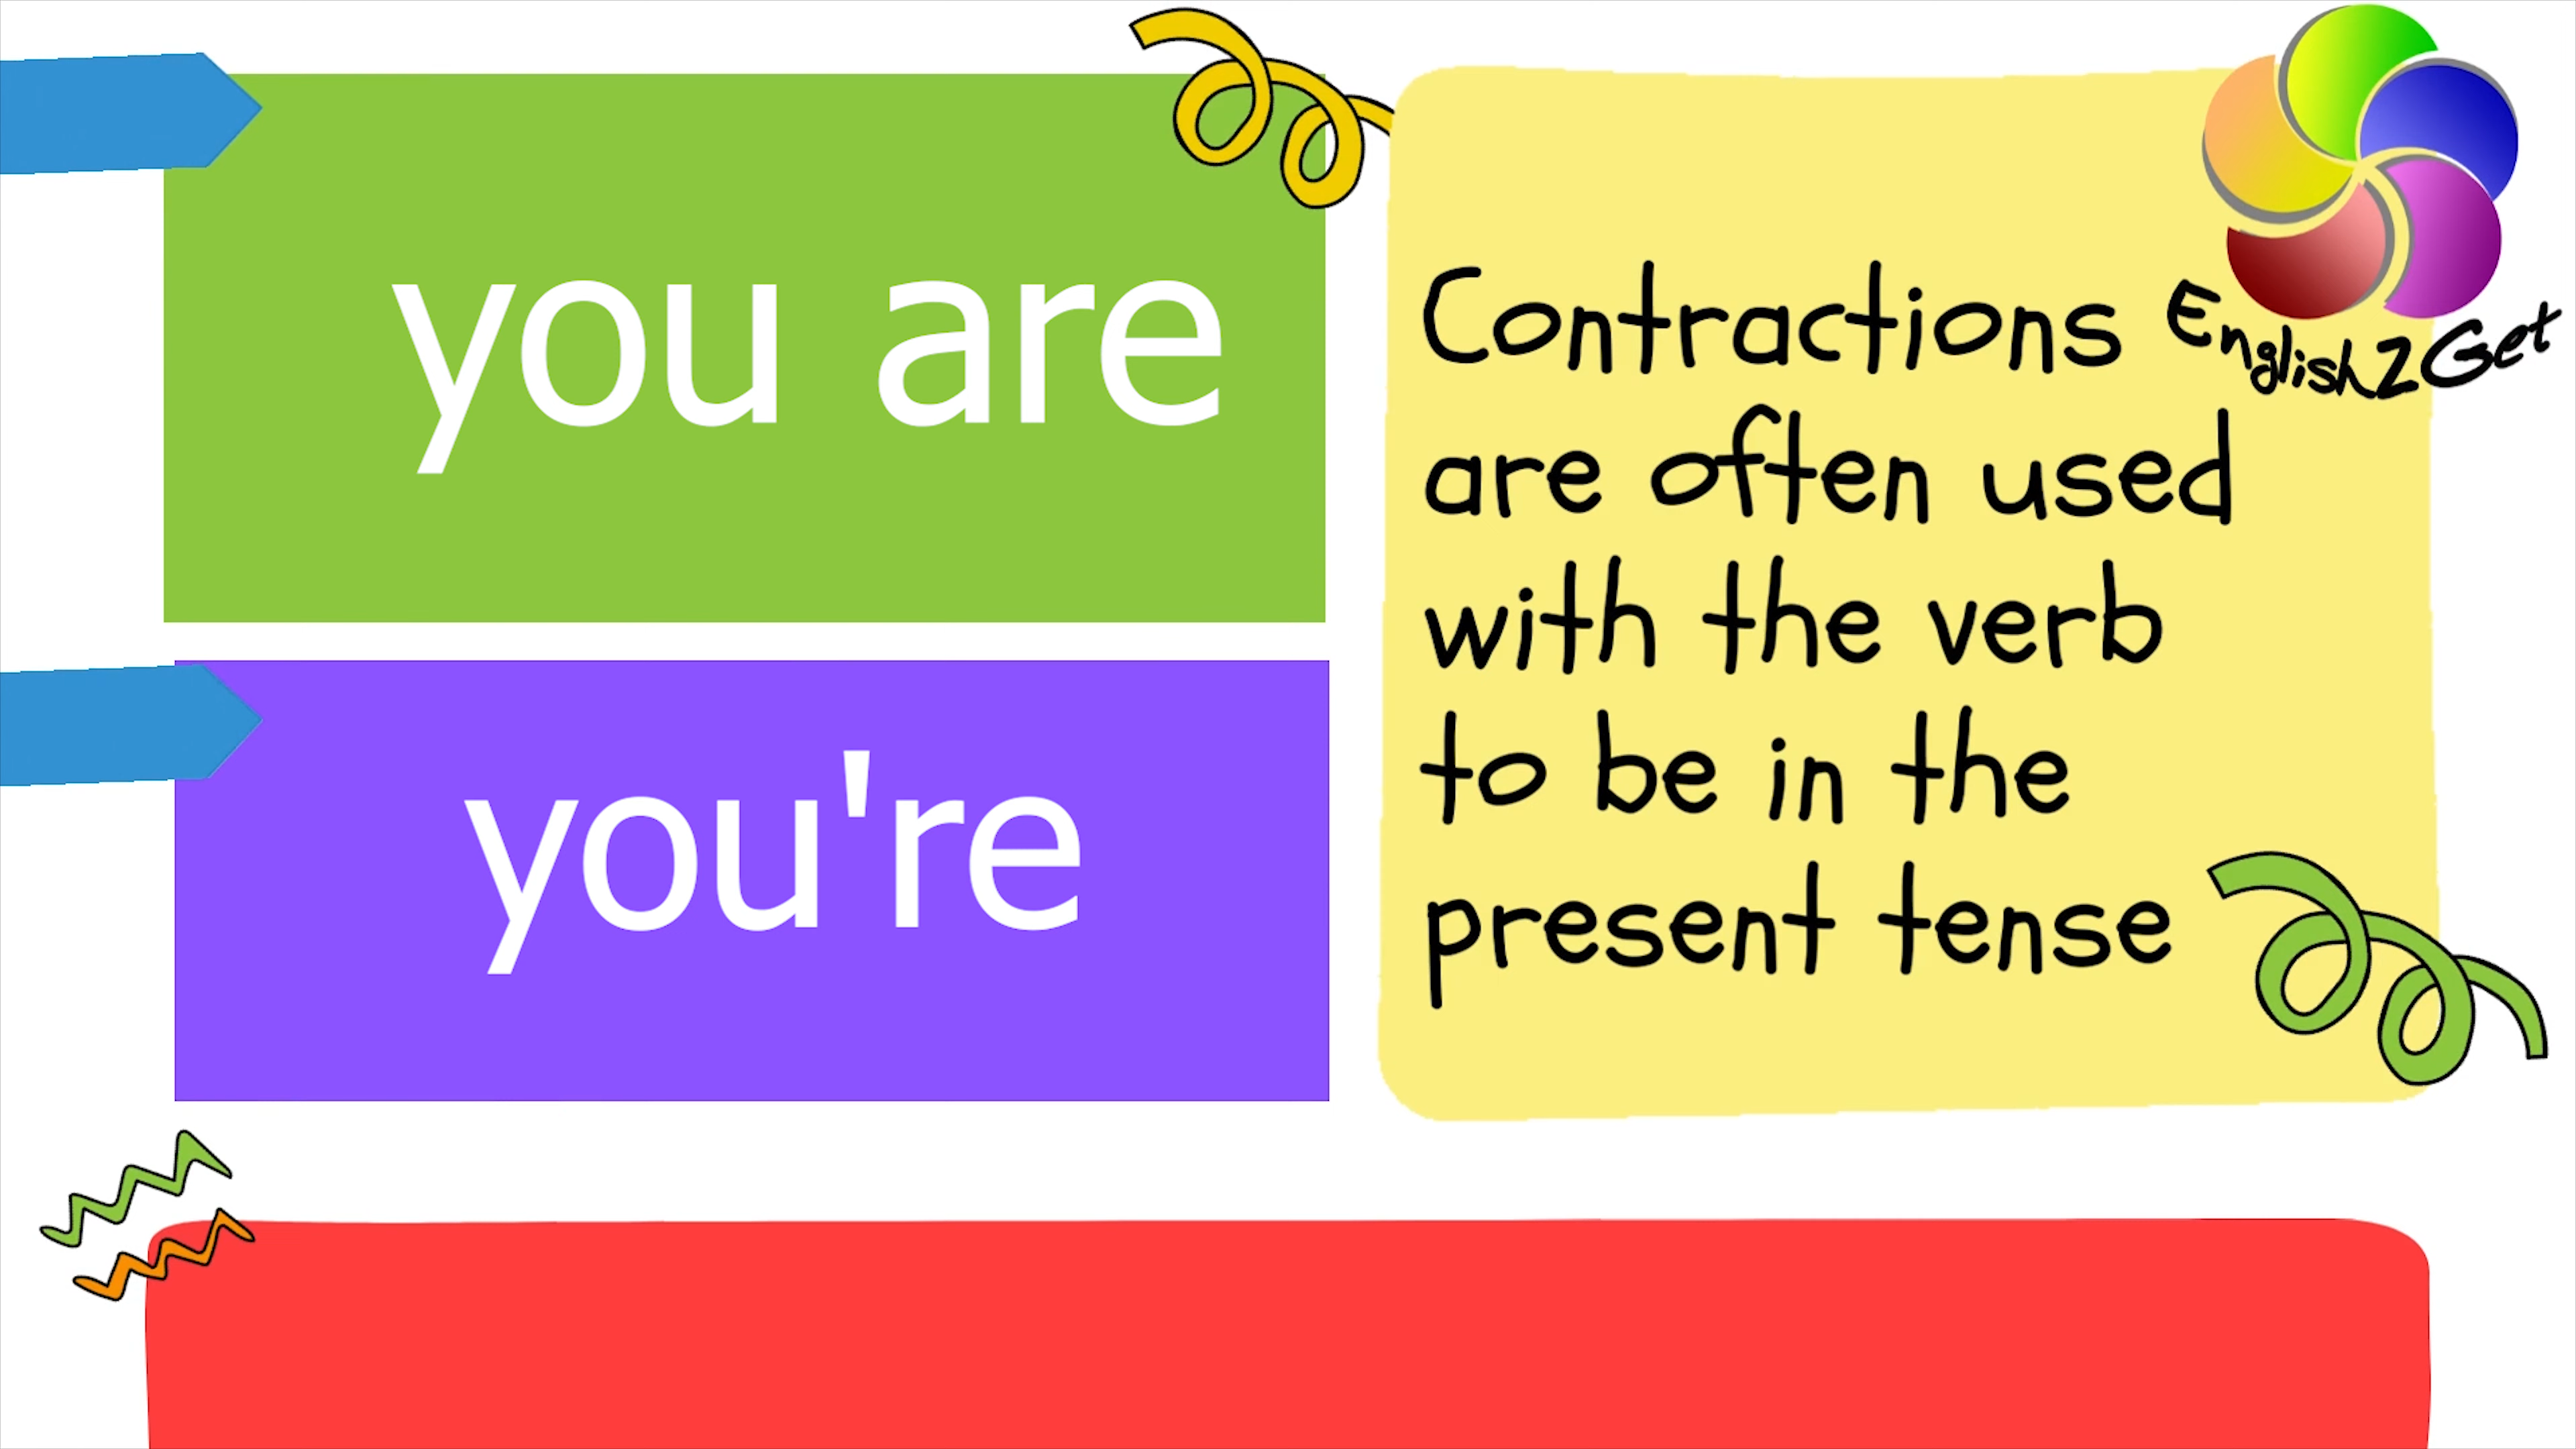 you are
you're
Contractions
are often used
with the verb
to be in the
present tense
English2Get